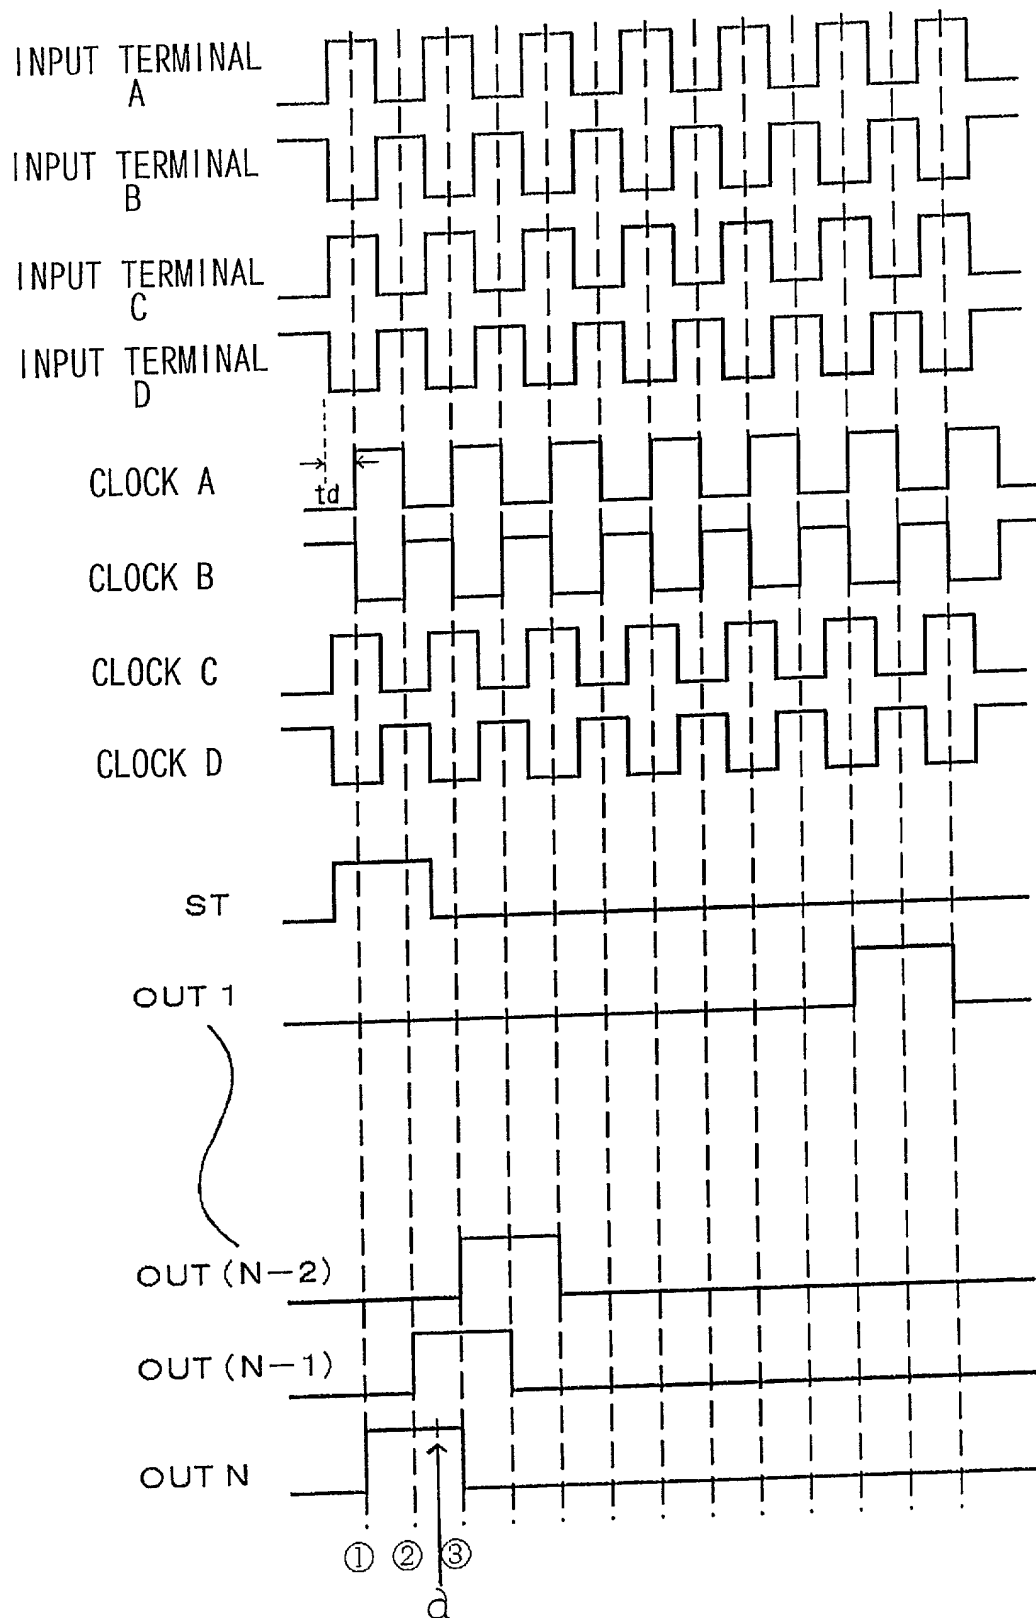 INPUT TERMINAL
A
INPUT TERMINAL
B
INPUT TERMINAL
C
INPUT TERMINAL
D
td
CLOCK A
CLOCK B
CLOCK C
CLOCK D
ST
OUT 1
OUT (N-2)
OUT (N-1)
OUT N
① ② ③
a